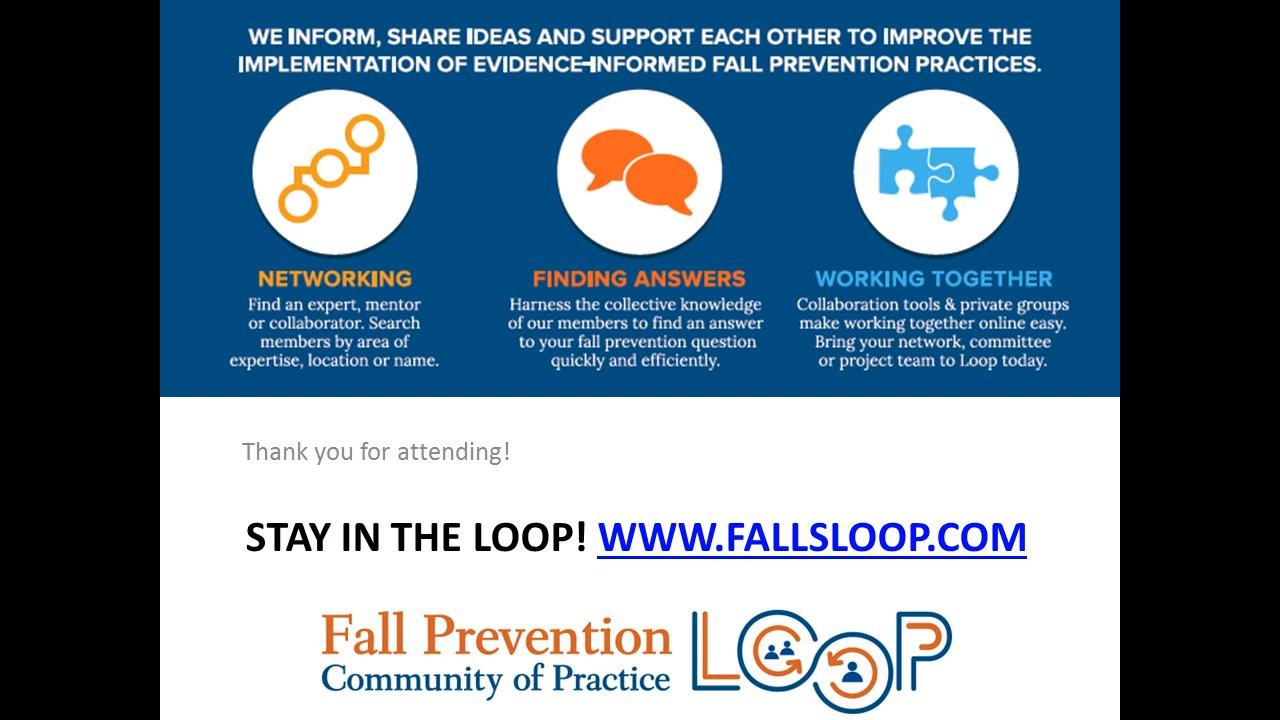 WE INFORM, SHARE IDEAS AND SUPPORT EACH OTHER TO IMPROVE THE
IMPLEMENTATION OF EVIDENCE-INFORMED FALL PREVENTION PRACTICES.
NETWORKING
Find an expert, mentor
or collaborator. Search
members by area of
expertise, location or name.
FINDING ANSWERS
Harness the collective knowledge
of our members to find an answer
to your fall prevention question
quickly and efficiently.
WORKING TOGETHER
Collaboration tools & private groups
make working together online easy.
Bring your network, committee
or project team to Loop today.
Thank you for attending!
STAY IN THE LOOP! WWW.FALLSLOOP.COM
Fall Prevention
Community of Practice
LOOP